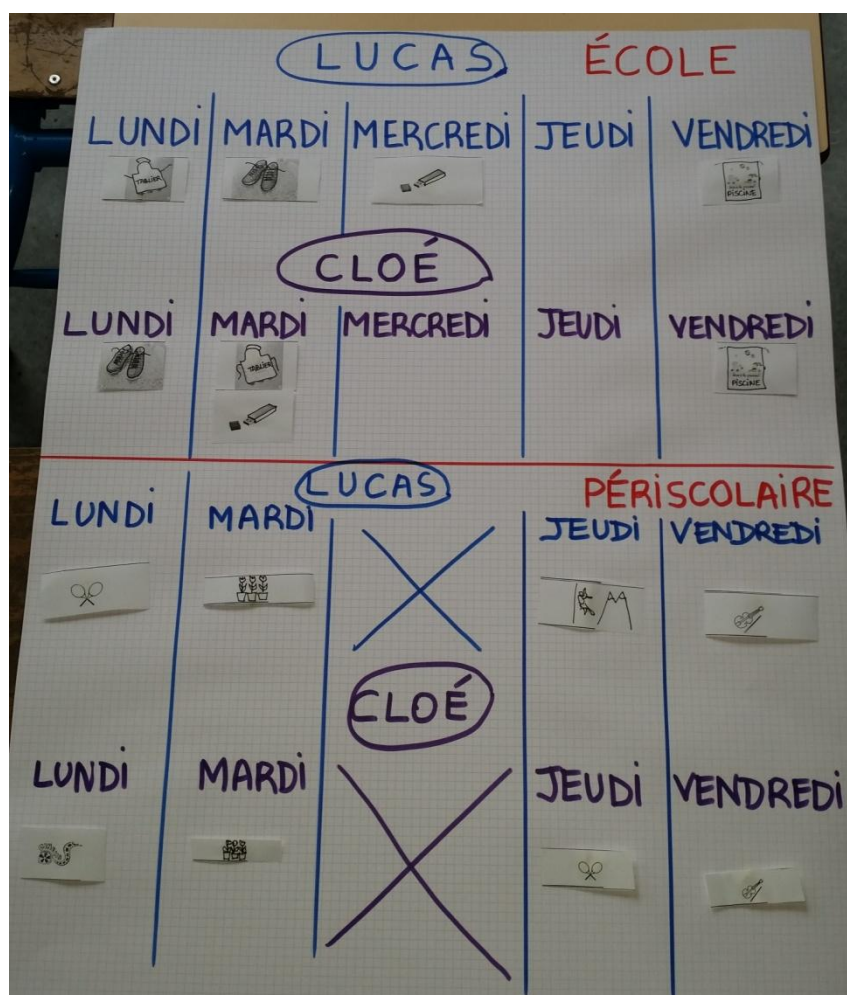 LUCAS ÉCOLE
LUNDI MARDI MERCREDI JEUDI VENDREDI
TABLIER PISCINE
CLOÉ
LUNDI MARDI MERCREDI JEUDI VENDREDI
TABLIER PISCINE
LUCAS PÉRISCOLAIRE
LUNDI MARDI JEUDI VENDREDI
CLOÉ
LUNDI MARDI JEUDI VENDREDI